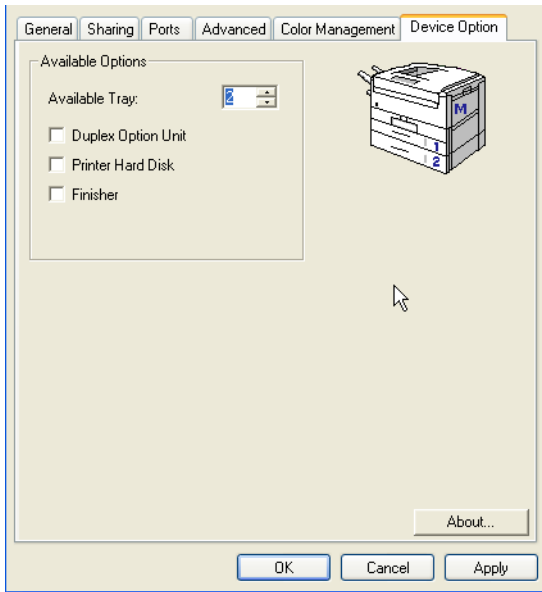 General Sharing Ports Advanced Color Management Device Option
Available Options
Available Tray: 2
Duplex Option Unit
Printer Hard Disk
Finisher
M
1
2
About...
OK Cancel Apply